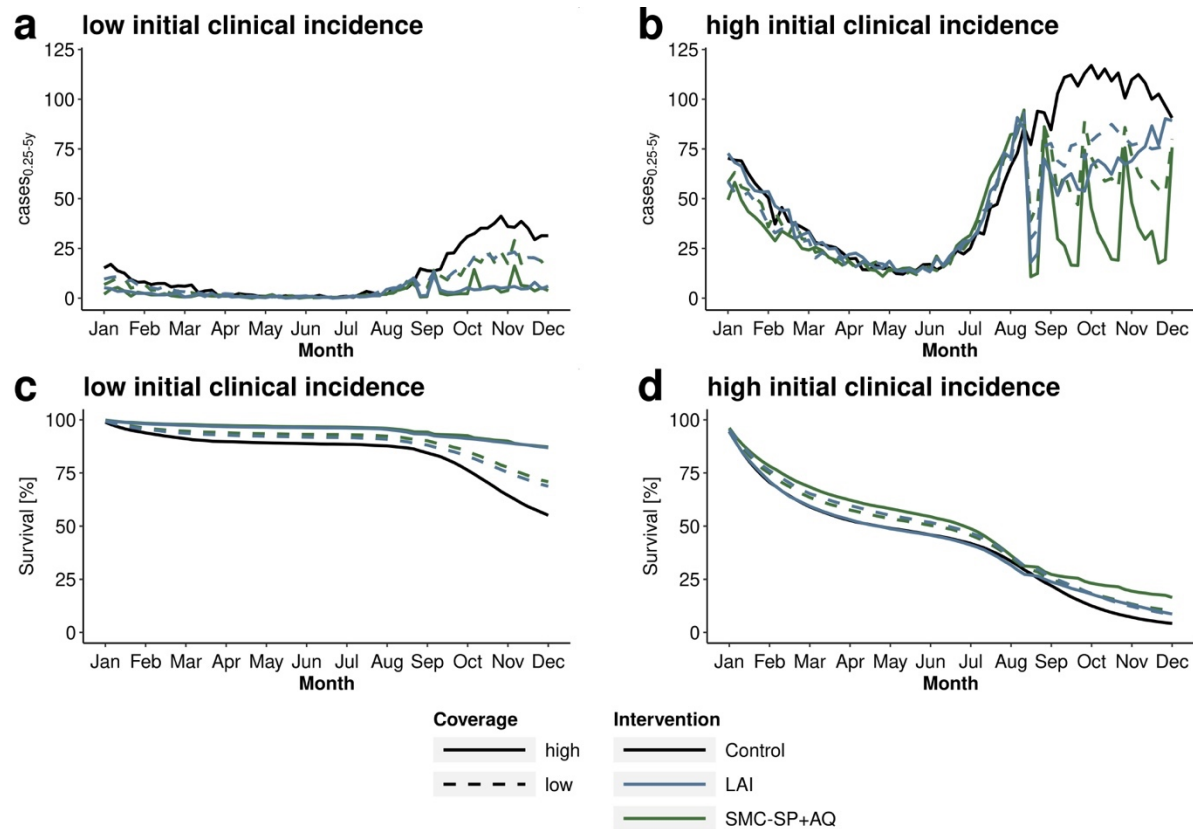 a low initial clinical incidence
125
100
75
50
25
0
cases0.25-5y
Jan Feb Mar Apr May Jun Jul Aug Sep Oct Nov Dec
Month
b high initial clinical incidence
125
100
75
50
25
0
cases0.25-5y
Jan Feb Mar Apr May Jun Jul Aug Sep Oct Nov Dec
Month
c low initial clinical incidence
100
75
50
25
0
Survival [%]
Jan Feb Mar Apr May Jun Jul Aug Sep Oct Nov Dec
Month
d high initial clinical incidence
100
75
50
25
0
Survival [%]
Jan Feb Mar Apr May Jun Jul Aug Sep Oct Nov Dec
Month
Coverage
high
low
Intervention
Control
LAI
SMC-SP+AQ